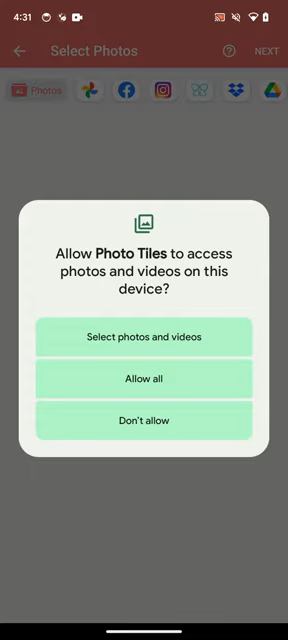 4:31
Select Photos
NEXT
Photos
Allow Photo Tiles to access
photos and videos on this
device?
Select photos and videos
Allow all
Don't allow